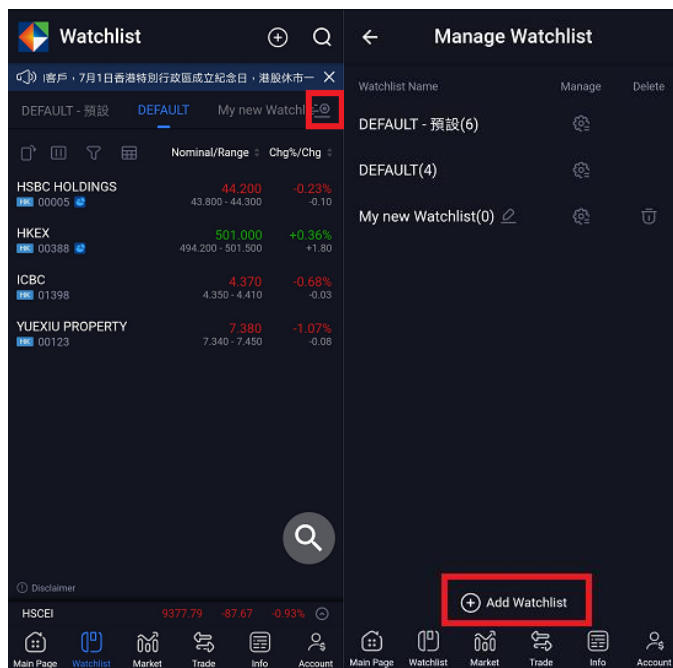 Watchlist
客戶，7月1日香港特別行政區成立紀念日，港股休市一
DEFAULT - 預設 DEFAULT My new Watchl
Nominal/Range Chg%/Chg
HSBC HOLDINGS 44.200 -0.23%
HK 00005 43.800 - 44.300 -0.10
HKEX 501.000 +0.36%
HK 00388 494.200 - 501.500 +1.80
ICBC 4.370 -0.68%
HK 01398 4.350 - 4.410 -0.03
YUEXIU PROPERTY 7.380 -1.07%
HK 00123 7.340 - 7.450 -0.08
Disclaimer
HSCEI 9377.79 -87.67 -0.93%
Main Page Watchlist Market Trade Info Account
Manage Watchlist
Watchlist Name Manage Delete
DEFAULT - 預設(6)
DEFAULT(4)
My new Watchlist(0)
Add Watchlist
Main Page Watchlist Market Trade Info Account